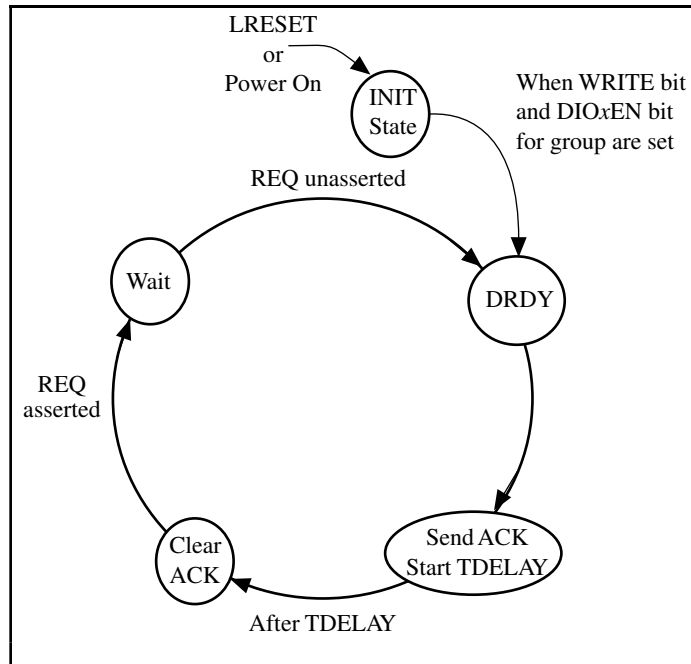 LRESET
or
Power On
INIT
State
When WRITE bit
and DIOxEN bit
for group are set
REQ unasserted
Wait
DRDY
REQ
asserted
Send ACK
Start TDELAY
Clear
ACK
After TDELAY